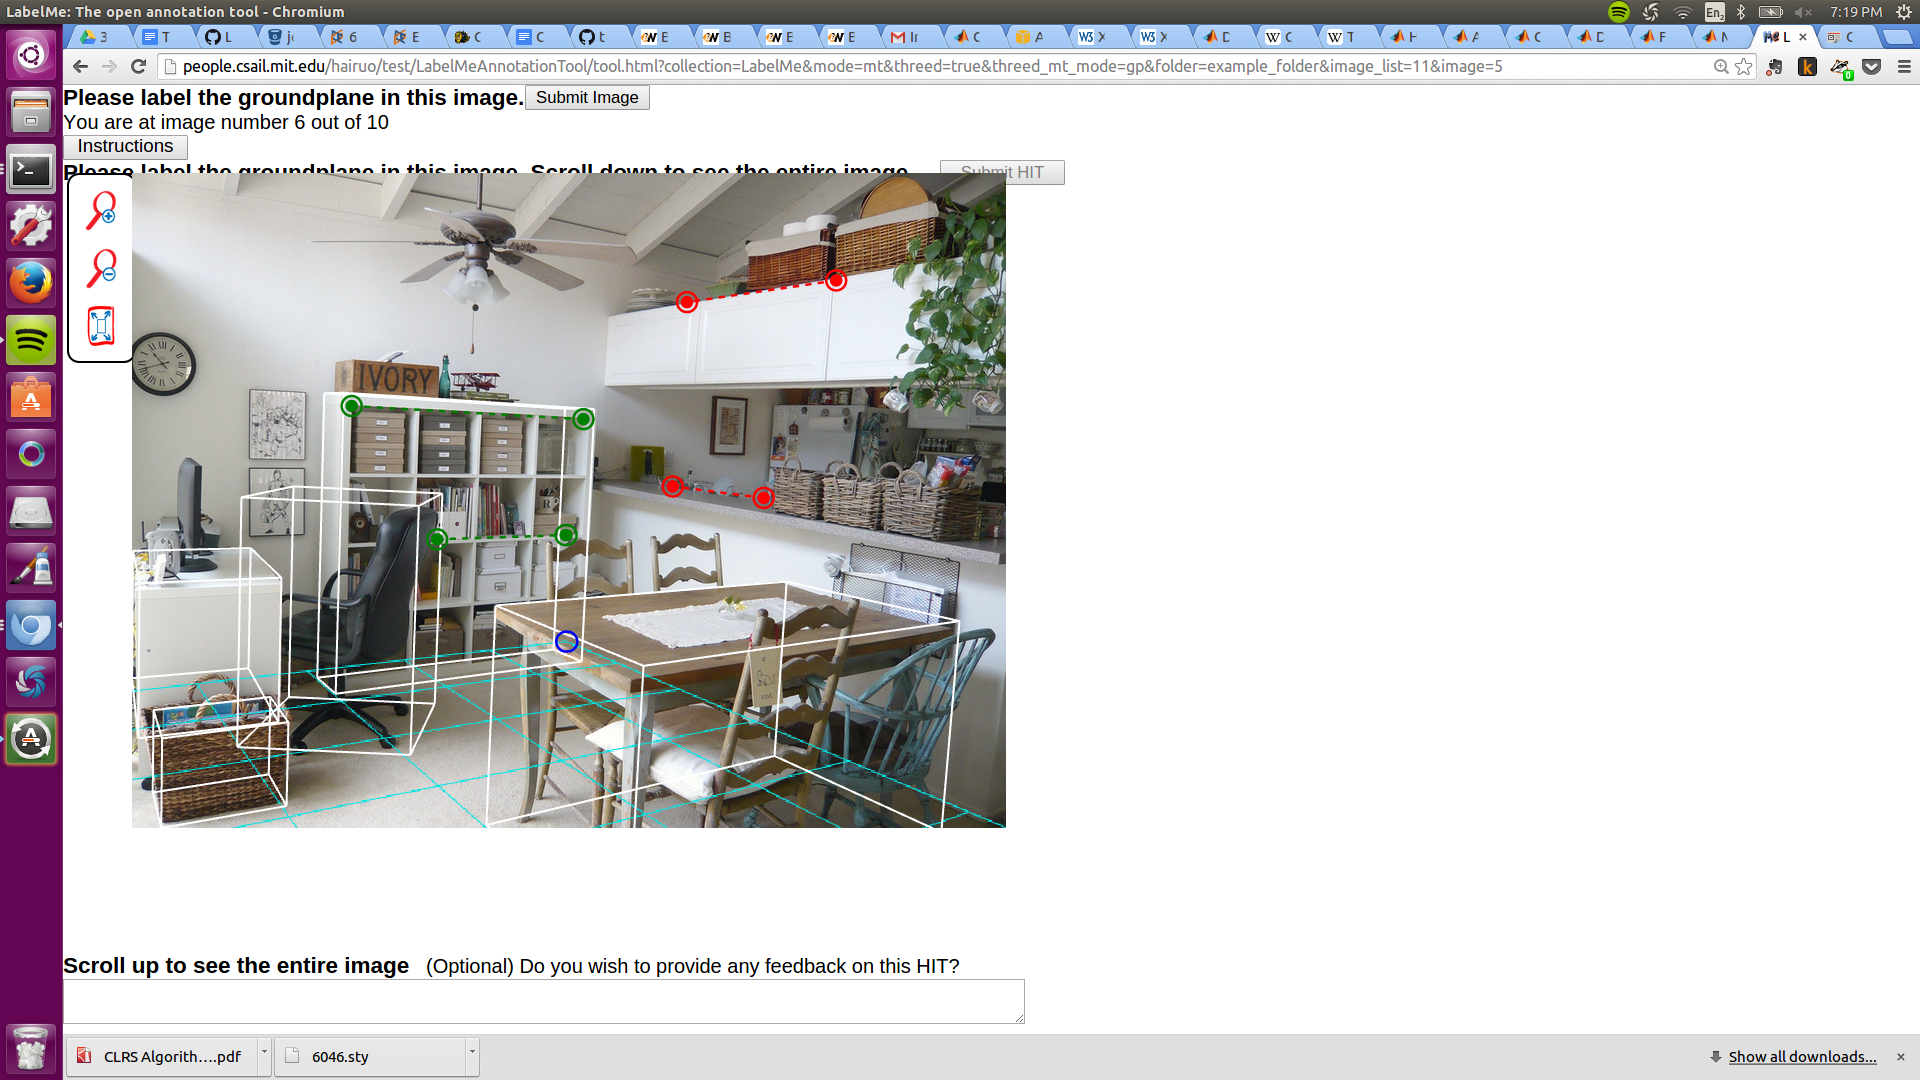 LabelMe: The open annotation tool - Chromium
En2
7:19 PM
3 T L j 6 E C C t E B E E In C A X X D C T H A C D F N L × C
people.csail.mit.edu/hairuo/test/LabelMeAnnotationTool/tool.html?collection=LabelMe&mode=mt&threed=true&threed_mt_mode=gp&folder=example_folder&image_list=11&image=5
Please label the groundplane in this image. Submit Image
You are at image number 6 out of 10
Instructions
Please label the groundplane in this image. Scroll down to see the entire image. Submit HIT
IVORY
R
cat
Scroll up to see the entire image (Optional) Do you wish to provide any feedback on this HIT?
CLRS Algorith....pdf
6046.sty
Show all downloads...